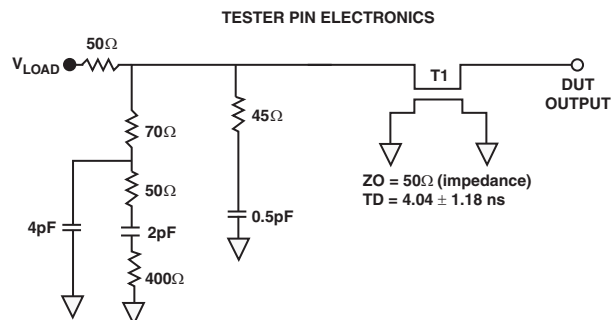 TESTER PIN ELECTRONICS
50Ω
V_LOAD
T1
DUT
OUTPUT
70Ω
45Ω
50Ω
ZO = 50Ω (impedance)
TD = 4.04 ± 1.18 ns
4pF
2pF
0.5pF
400Ω